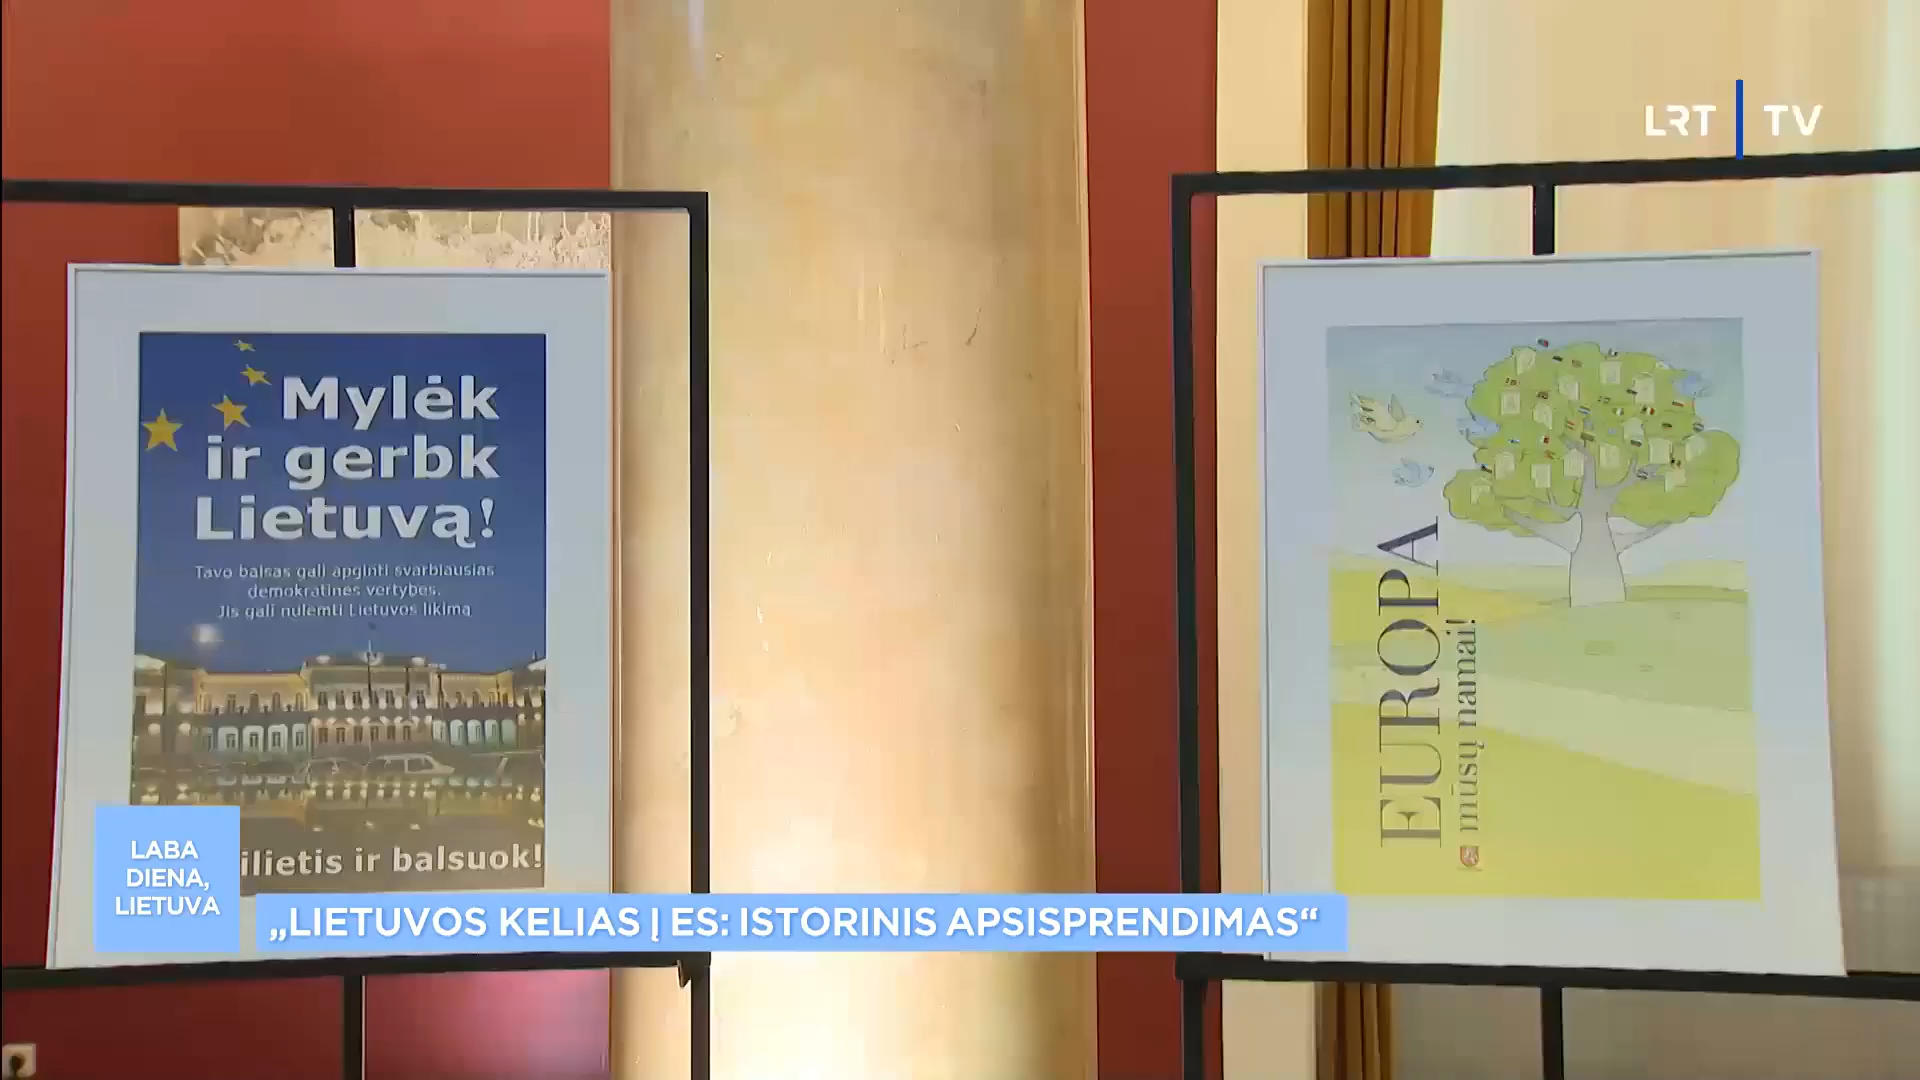 LRT | TV
Mylėk
ir gerbk
Lietuvą!
Tavo balsas gali apginti svarbiausias
demokratines vertybes.
Jis gali nulemti Lietuvos likimą
ir balsuok!
EUROPA
mūsų namai!
LABA
DIENA,
LIETUVA
„LIETUVOS KELIAS Į ES: ISTORINIS APSISPRENDIMAS“